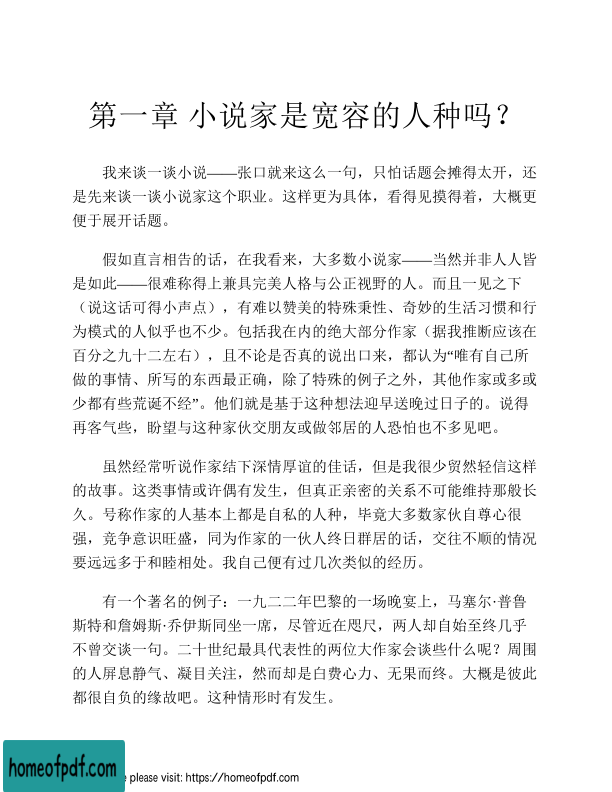 第一章 小说家是宽容的人种吗？
我来谈一谈小说——张口就来这么一句，只怕话题会摊得太开，还
是先来谈一谈小说家这个职业。这样更为具体，看得见摸得着，大概更
便于展开话题。
假如直言相告的话，在我看来，大多数小说家——当然并非人人皆
是如此——很难称得上兼具完美人格与公正视野的人。而且一见之下
（说这话可得小声点），有难以赞美的特殊秉性、奇妙的生活习惯和行
为模式的人似乎也不少。包括我在内的绝大部分作家（据我推断应该在
百分之九十二左右），且不论是否真的说出口来，都认为“唯有自己所
做的事情、所写的东西最正确，除了特殊的例子之外，其他作家或多或
少都有些荒诞不经”。他们就是基于这种想法迎早送晚过日子的。说得
再客气些，盼望与这种家伙交朋友或做邻居的人恐怕也不多见吧。
虽然经常听说作家结下深情厚谊的佳话，但是我很少贸然轻信这样
的故事。这类事情或许偶有发生，但真正亲密的关系不可能维持那般长
久。号称作家的人基本上都是自私的人种，毕竟大多数家伙自尊心很
强，竞争意识旺盛，同为作家的一伙人终日群居的话，交往不顺的情况
要远远多于和睦相处。我自己便有过几次类似的经历。
有一个著名的例子：一九二二年巴黎的一场晚宴上，马塞尔·普鲁
斯特和詹姆斯·乔伊斯同坐一席，尽管近在咫尺，两人却自始至终几乎
不曾交谈一句。二十世纪最具代表性的两位大作家会谈些什么呢？周围
的人屏息静气、凝目关注，然而却是白费心力、无果而终。大概是彼此
都很自负的缘故吧。这种情形时有发生。
homeofpdf.com
e please visit: https://homeofpdf.com